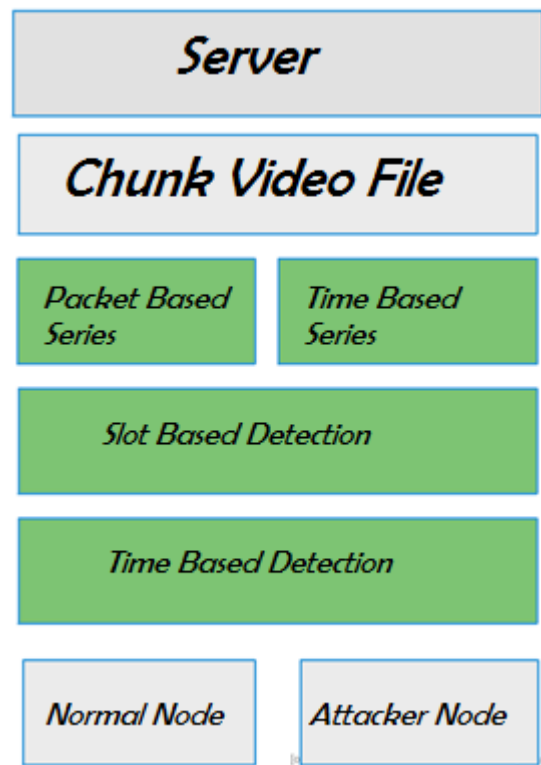 Server
Chunk Video File
Packet Based
Series
Time Based
Series
Slot Based Detection
Time Based Detection
Normal Node
Attacker Node